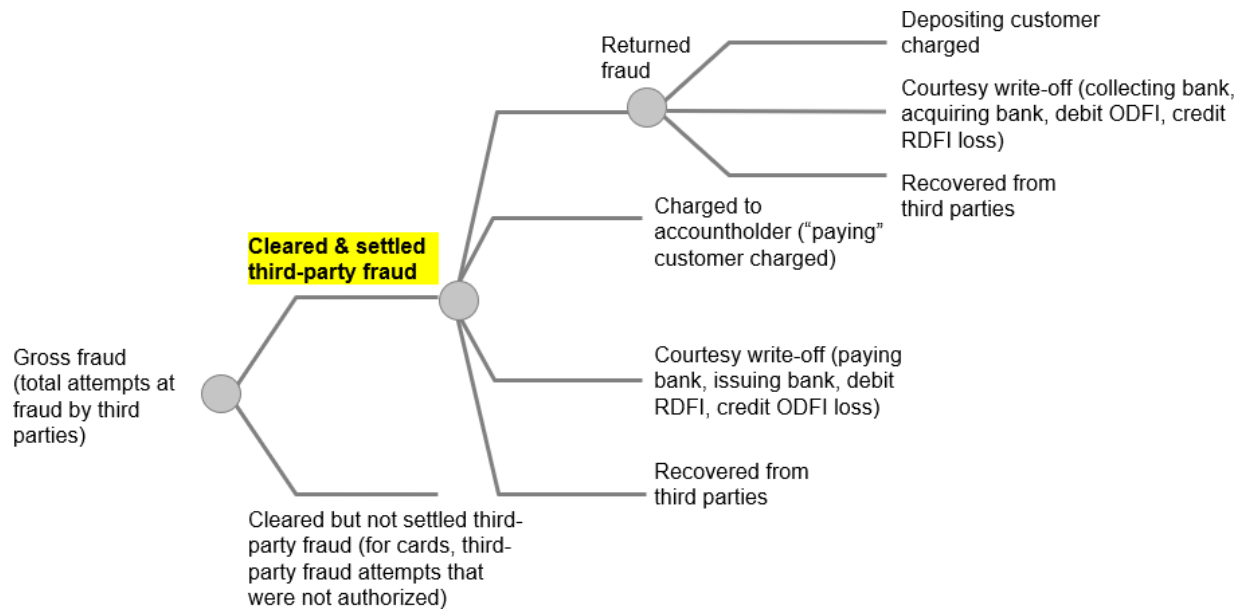 Depositing customer
charged
Returned
fraud
Courtesy write-off (collecting bank,
acquiring bank, debit ODFI, credit
RDFI loss)
Recovered from
third parties
Charged to
accountholder (“paying”
customer charged)
Cleared & settled
third-party fraud
Gross fraud
(total attempts at
fraud by third
parties)
Courtesy write-off (paying
bank, issuing bank, debit
RDFI, credit ODFI loss)
Recovered from
third parties
Cleared but not settled third-
party fraud (for cards, third-
party fraud attempts that
were not authorized)